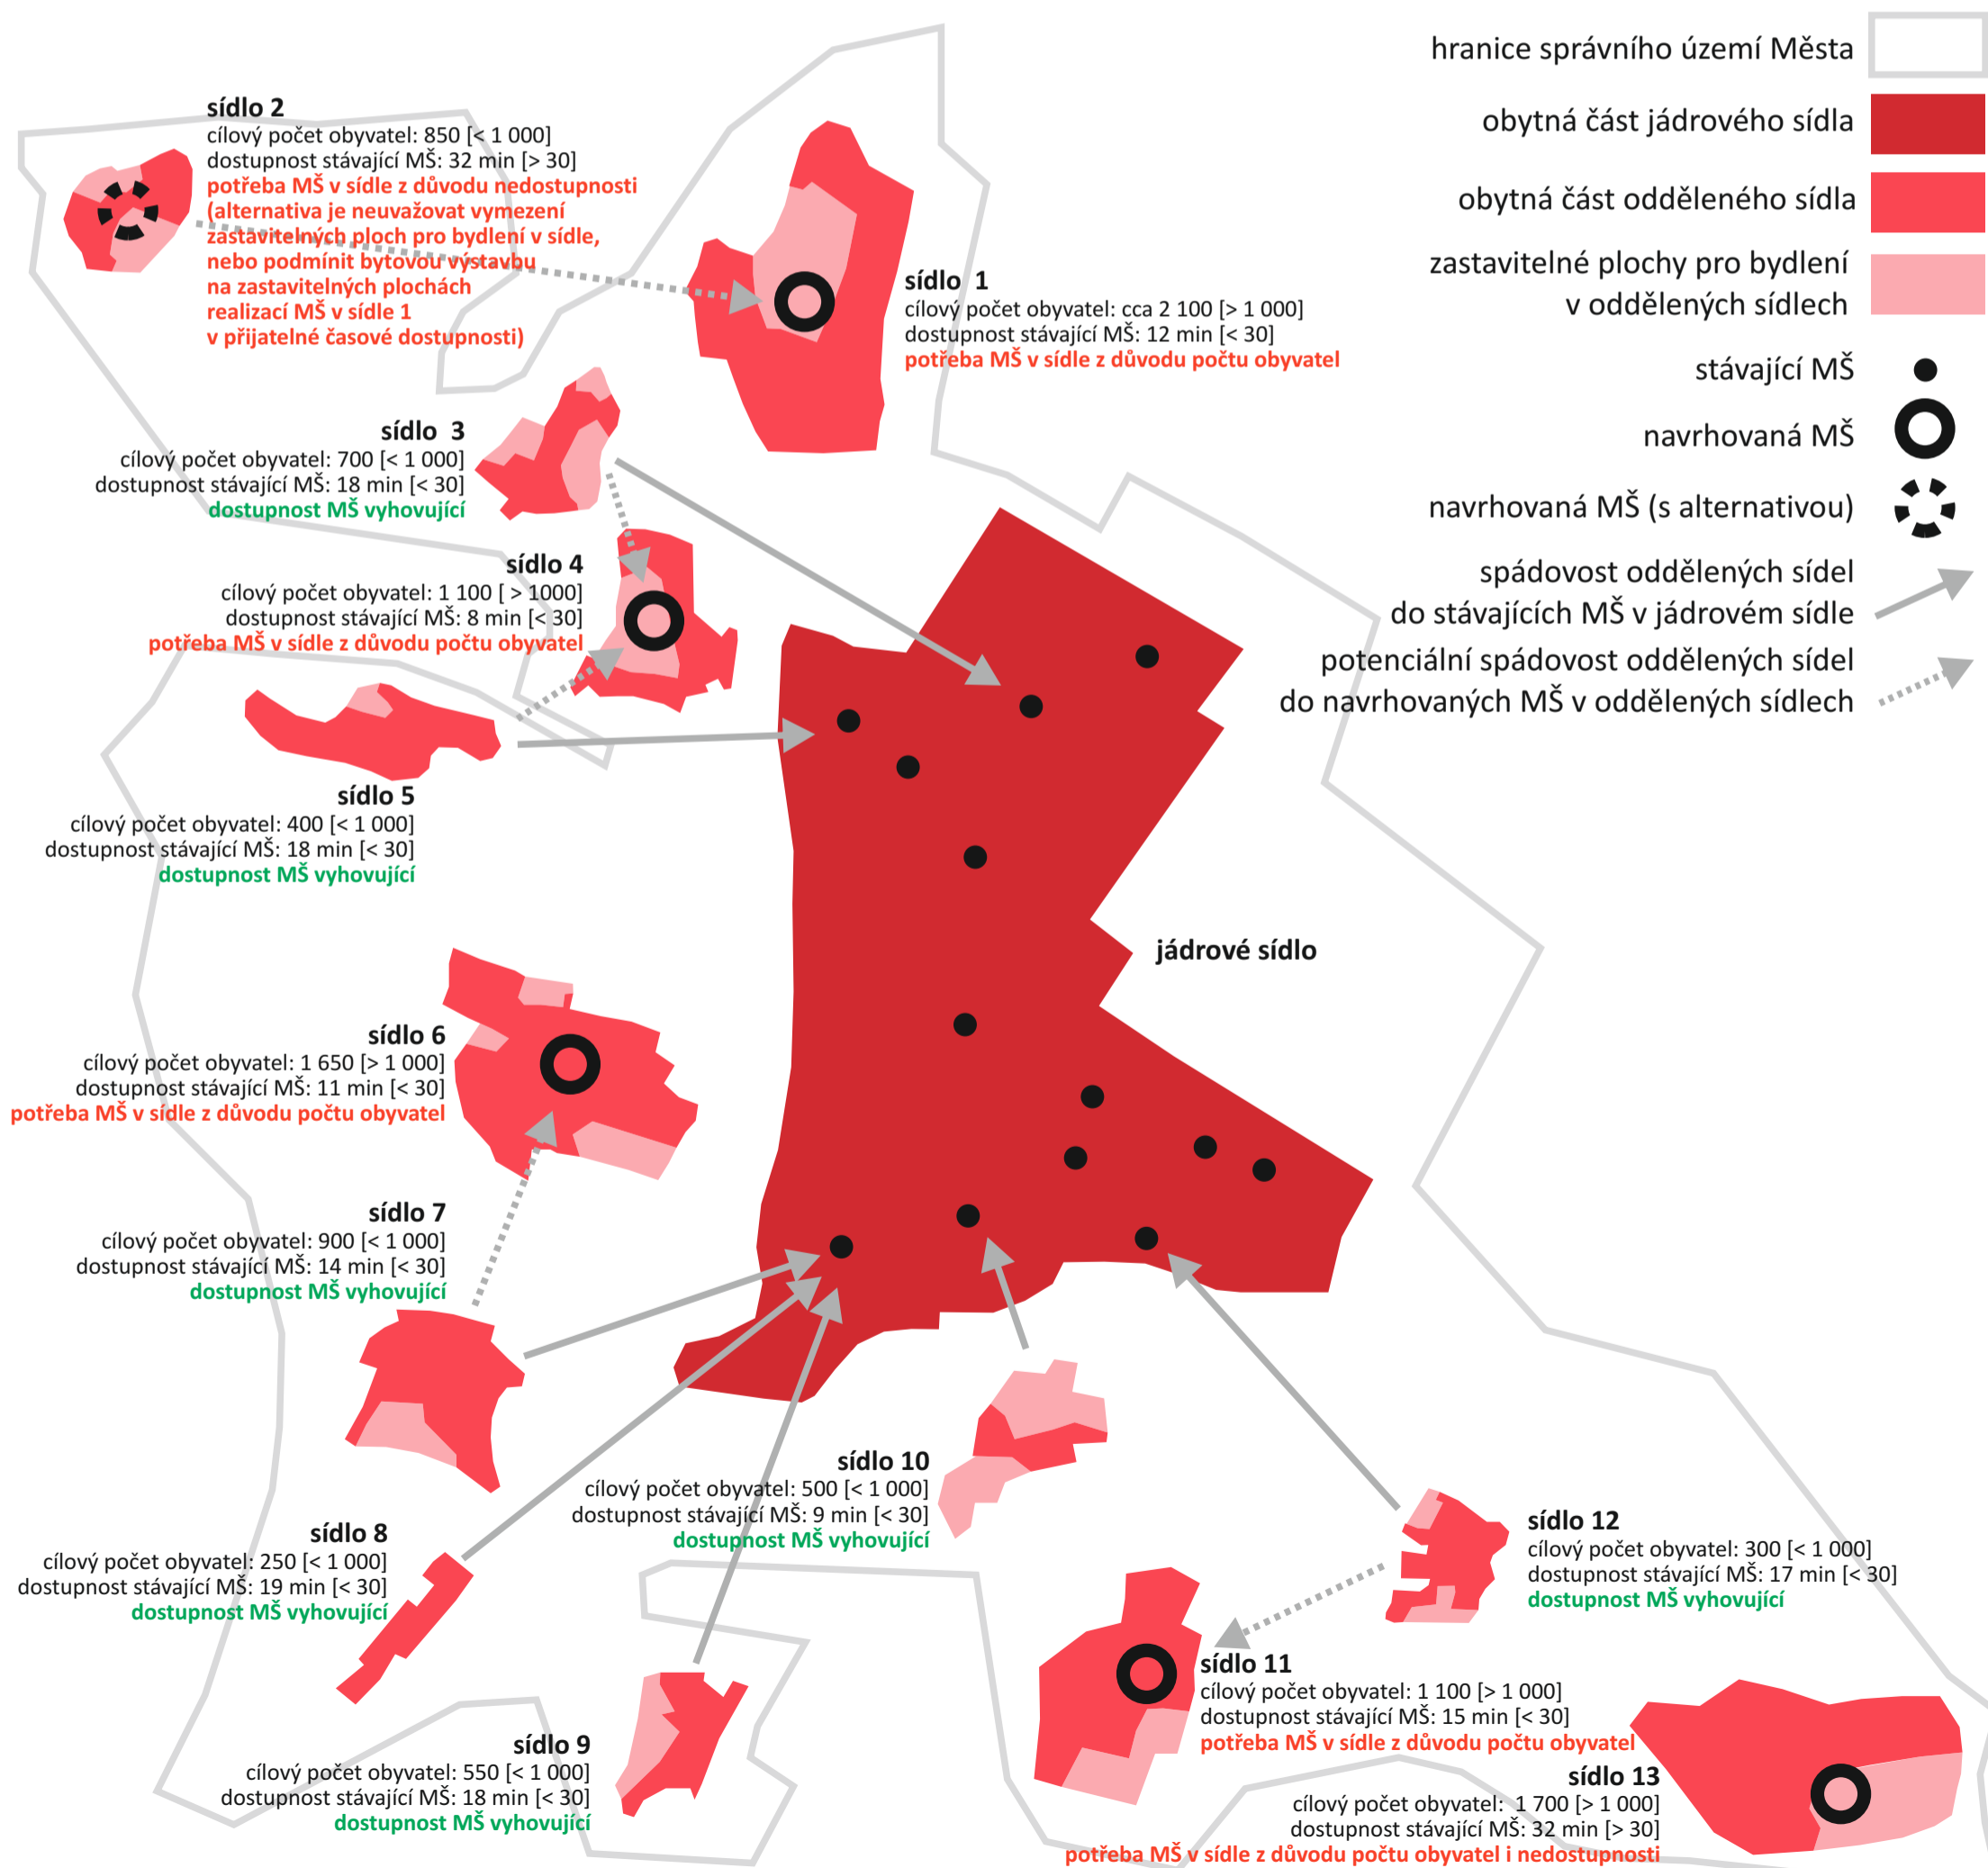 hranice správního území Města
obytná část jádrového sídla
obytná část odděleného sídla
zastavitelné plochy pro bydlení
v oddělených sídlech
stávající MŠ
navrhovaná MŠ
navrhovaná MŠ (s alternativou)
spádovost oddělených sídel
do stávajících MŠ v jádrovém sídle
potenciální spádovost oddělených sídel
do navrhovaných MŠ v oddělených sídlech
sídlo 2
cílový počet obyvatel: 850 [< 1 000]
dostupnost stávající MŠ: 32 min [> 30]
potřeba MŠ v sídle z důvodu nedostupnosti
(alternativa je neuvažovat vymezení
zastavitelných ploch pro bydlení v sídle,
nebo podmínit bytovou výstavbu
na zastavitelných plochách
realizací MŠ v sídle 1
v přijatelné časové dostupnosti)
sídlo 1
cílový počet obyvatel: cca 2 100 [> 1 000]
dostupnost stávající MŠ: 12 min [< 30]
potřeba MŠ v sídle z důvodu počtu obyvatel
sídlo 3
cílový počet obyvatel: 700 [< 1 000]
dostupnost stávající MŠ: 18 min [< 30]
dostupnost MŠ vyhovující
sídlo 4
cílový počet obyvatel: 1 100 [ > 1000]
dostupnost stávající MŠ: 8 min [< 30]
potřeba MŠ v sídle z důvodu počtu obyvatel
sídlo 5
cílový počet obyvatel: 400 [< 1 000]
dostupnost stávající MŠ: 18 min [< 30]
dostupnost MŠ vyhovující
jádrové sídlo
sídlo 6
cílový počet obyvatel: 1 650 [> 1 000]
dostupnost stávající MŠ: 11 min [< 30]
potřeba MŠ v sídle z důvodu počtu obyvatel
sídlo 7
cílový počet obyvatel: 900 [< 1 000]
dostupnost stávající MŠ: 14 min [< 30]
dostupnost MŠ vyhovující
sídlo 8
cílový počet obyvatel: 250 [< 1 000]
dostupnost stávající MŠ: 19 min [< 30]
dostupnost MŠ vyhovující
sídlo 10
cílový počet obyvatel: 500 [< 1 000]
dostupnost stávající MŠ: 9 min [< 30]
dostupnost MŠ vyhovující
sídlo 12
cílový počet obyvatel: 300 [< 1 000]
dostupnost stávající MŠ: 17 min [< 30]
dostupnost MŠ vyhovující
sídlo 9
cílový počet obyvatel: 550 [< 1 000]
dostupnost stávající MŠ: 18 min [< 30]
dostupnost MŠ vyhovující
sídlo 11
cílový počet obyvatel: 1 100 [> 1 000]
dostupnost stávající MŠ: 15 min [< 30]
potřeba MŠ v sídle z důvodu počtu obyvatel
sídlo 13
cílový počet obyvatel: 1 700 [> 1 000]
dostupnost stávající MŠ: 32 min [> 30]
potřeba MŠ v sídle z důvodu počtu obyvatel i nedostupnosti